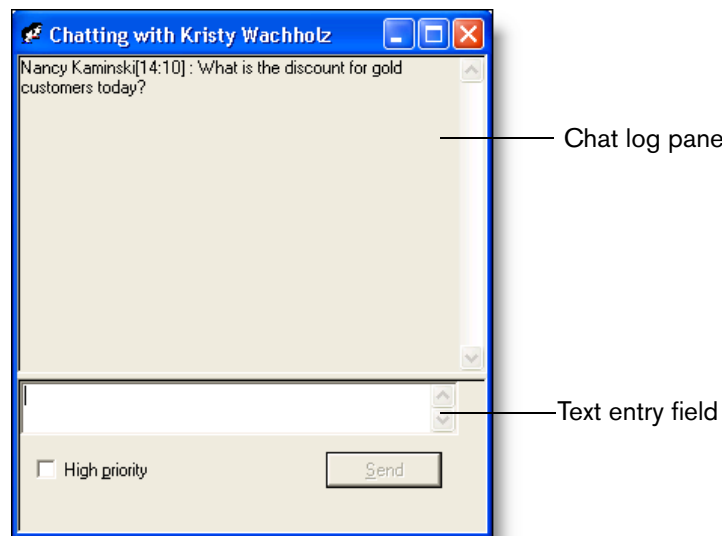 Chatting with Kristy Wachholz
Nancy Kaminski[14:10] : What is the discount for gold
customers today?
Chat log pane
Text entry field
High priority
Send